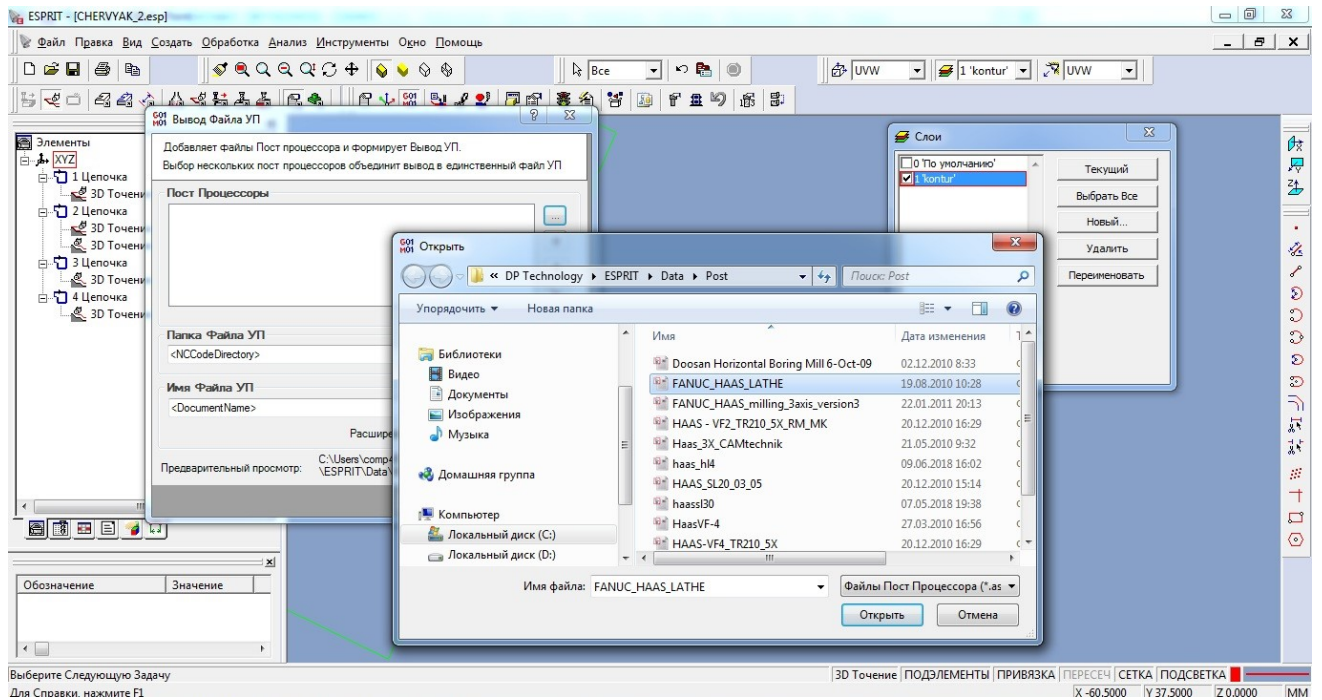 ESPRIT - [CHERVYAK_2.esp]
Файл Правка Вид Создать Обработка Анализ Инструменты Окно Помощь
Все
UVW
1 'kontur'
UVW
Элементы
XYZ
1 Цепочка
3D Точени
2 Цепочка
3D Точени
3D Точени
3 Цепочка
3D Точени
4 Цепочка
3D Точени
Обозначение Значение
G01 M01 Вывод Файла УП
Добавляет файлы Пост процессора и формирует Вывод УП.
Выбор нескольких пост процессоров объединит вывод в единственный файл УП
Пост Процессоры
...
Папка Файла УП
<NCCodeDirectory>
Имя Файла УП
<DocumentName>
Расшире
Предварительный просмотр: C:\Users\comp4
\ESPRIT\Data\
Слои
0 'По умолчанию'
1 'kontur'
Текущий
Выбрать Все
Новый...
Удалить
Переименовать
G01 M01 Открыть
« DP Technology ▸ ESPRIT ▸ Data ▸ Post
Поиск: Post
Упорядочить Новая папка
Библиотеки
Видео
Документы
Изображения
Музыка
Домашняя группа
Компьютер
Локальный диск (C:)
Локальный диск (D:)
Имя Дата изменения
Doosan Horizontal Boring Mill 6-Oct-09 02.12.2010 8:33
FANUC_HAAS_LATHE 19.08.2010 10:28
FANUC_HAAS_milling_3axis_version3 22.01.2011 20:13
HAAS - VF2_TR210_5X_RM_MK 20.12.2010 16:29
Haas_3X_CAMtechnik 21.05.2010 9:32
haas_hl4 09.06.2018 16:02
HAAS_SL20_03_05 20.12.2010 15:14
haassl30 07.05.2018 19:38
HaasVF-4 27.03.2010 16:56
HAAS-VF4_TR210_5X 20.12.2010 16:29
Имя файла: FANUC_HAAS_LATHE
Файлы Пост Процессора (*.as
Открыть Отмена
Выберите Следующую Задачу
3D Точение ПОДЭЛЕМЕНТЫ ПРИВЯЗКА ПЕРЕСЕЧ СЕТКА ПОДСВЕТКА
Для Справки, нажмите F1
X -60.5000 Y 37.5000 Z 0.0000 MM